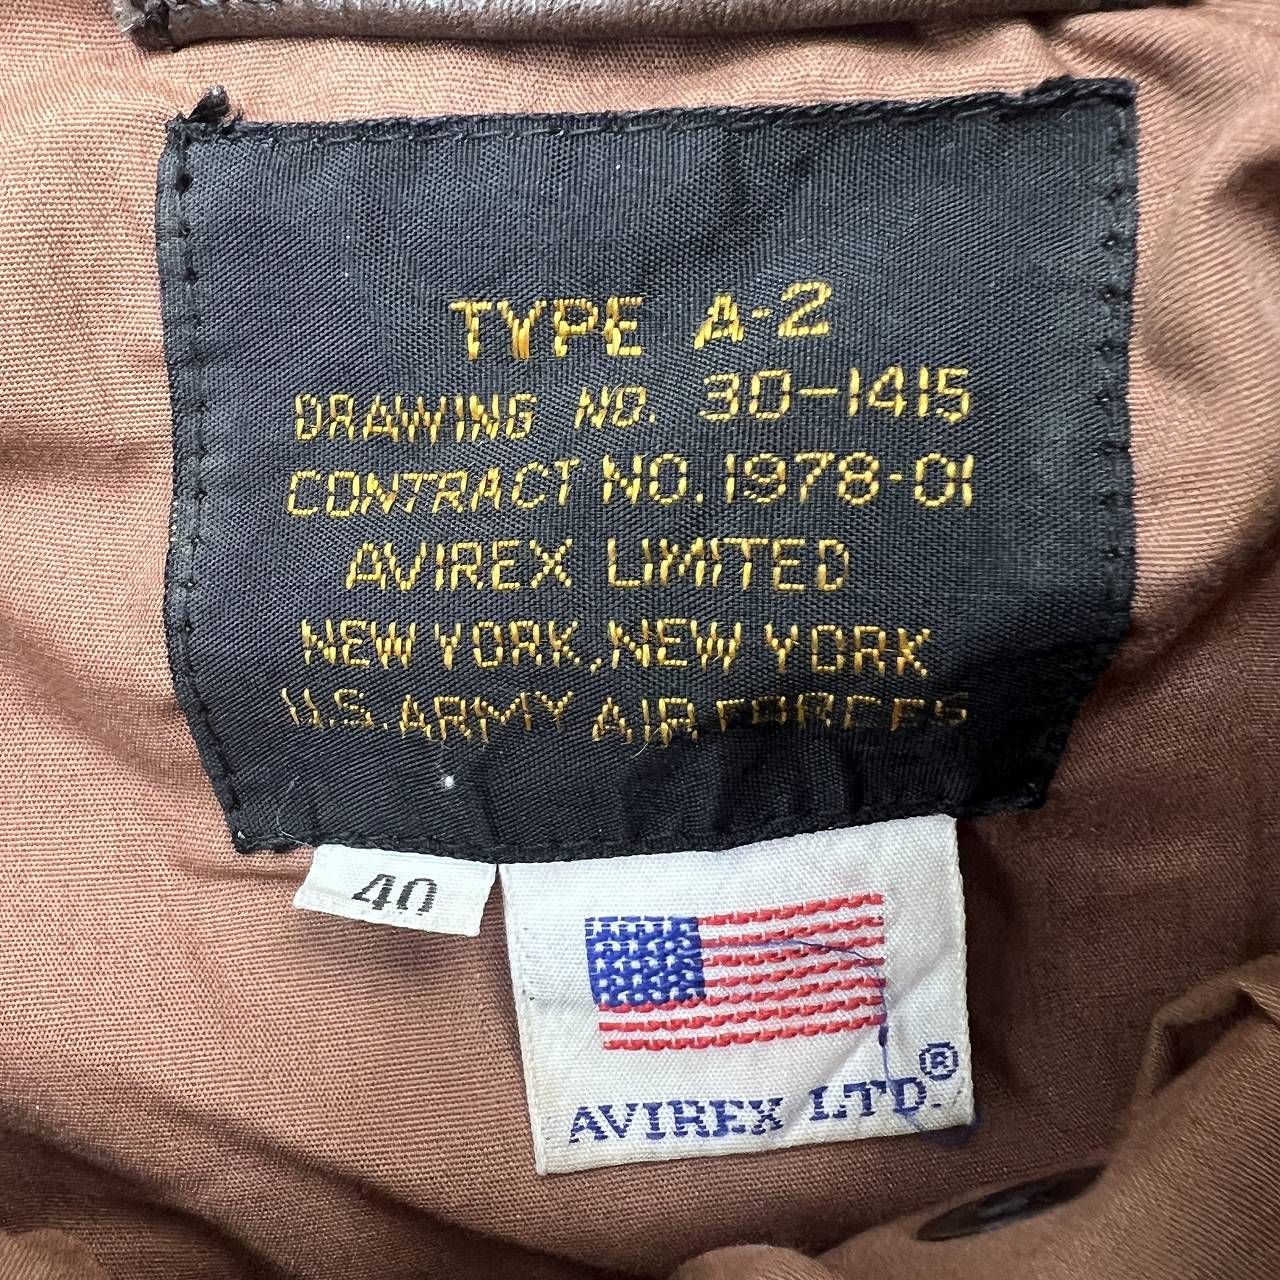 TYPE A-2
DRAWING NO. 30-1415
CONTRACT NO. 1978-01
AVIREX LIMITED
NEW YORK, NEW YORK
U.S. ARMY AIR FORCES
40
AVIREX LTD.®